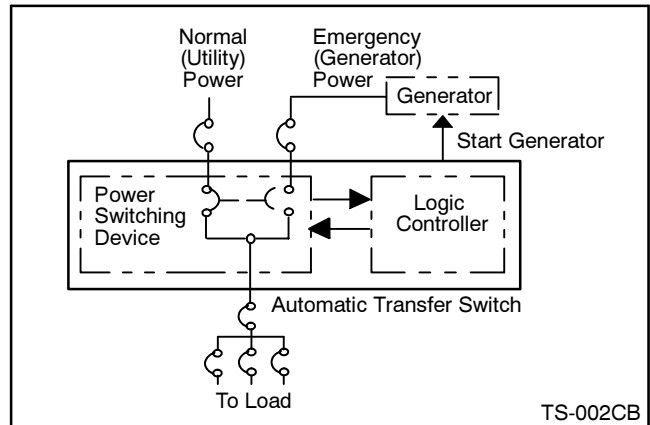 Normal
(Utility)
Power
Emergency
(Generator)
Power
Generator
Start Generator
Power
Switching
Device
Logic
Controller
Automatic Transfer Switch
To Load
TS-002CB